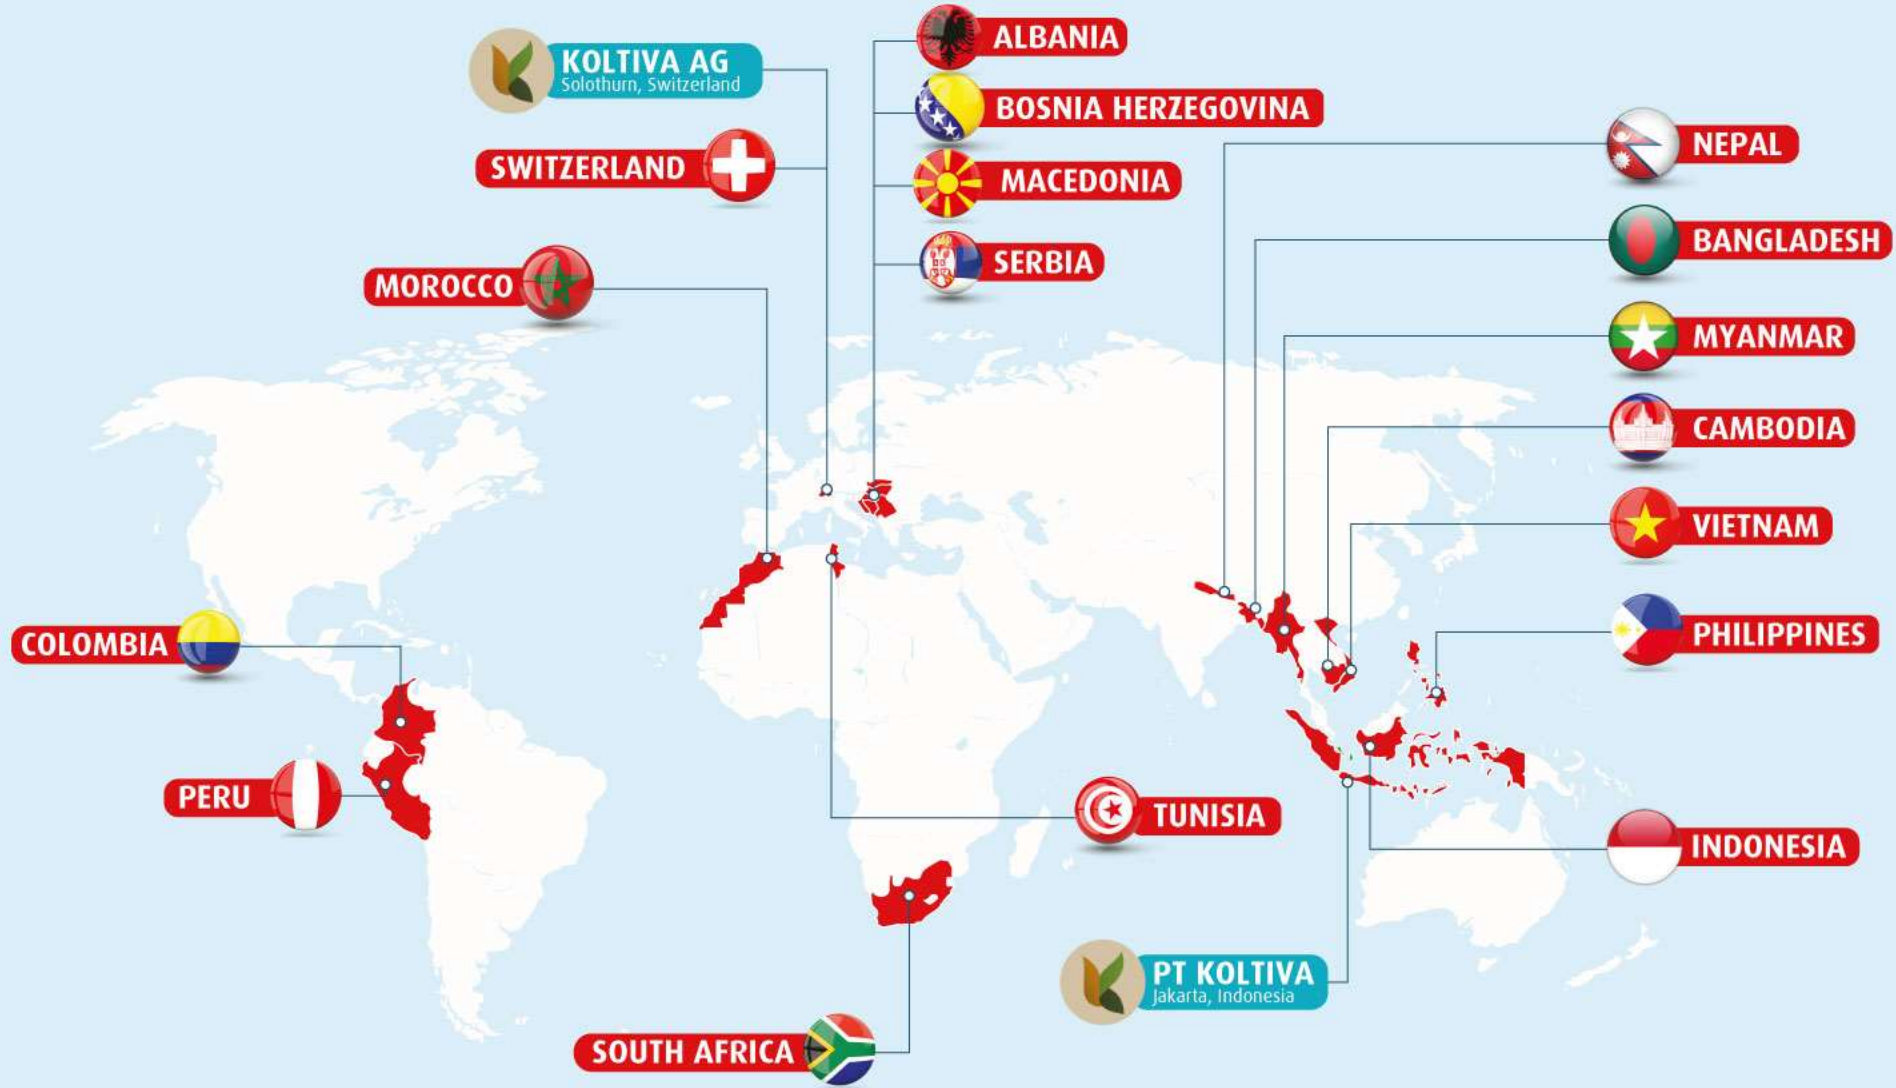 KOLTIVA AG
Solothurn, Switzerland
SWITZERLAND
MOROCCO
ALBANIA
BOSNIA HERZEGOVINA
MACEDONIA
SERBIA
NEPAL
BANGLADESH
MYANMAR
CAMBODIA
VIETNAM
PHILIPPINES
COLOMBIA
PERU
TUNISIA
INDONESIA
PT KOLTIVA
Jakarta, Indonesia
SOUTH AFRICA